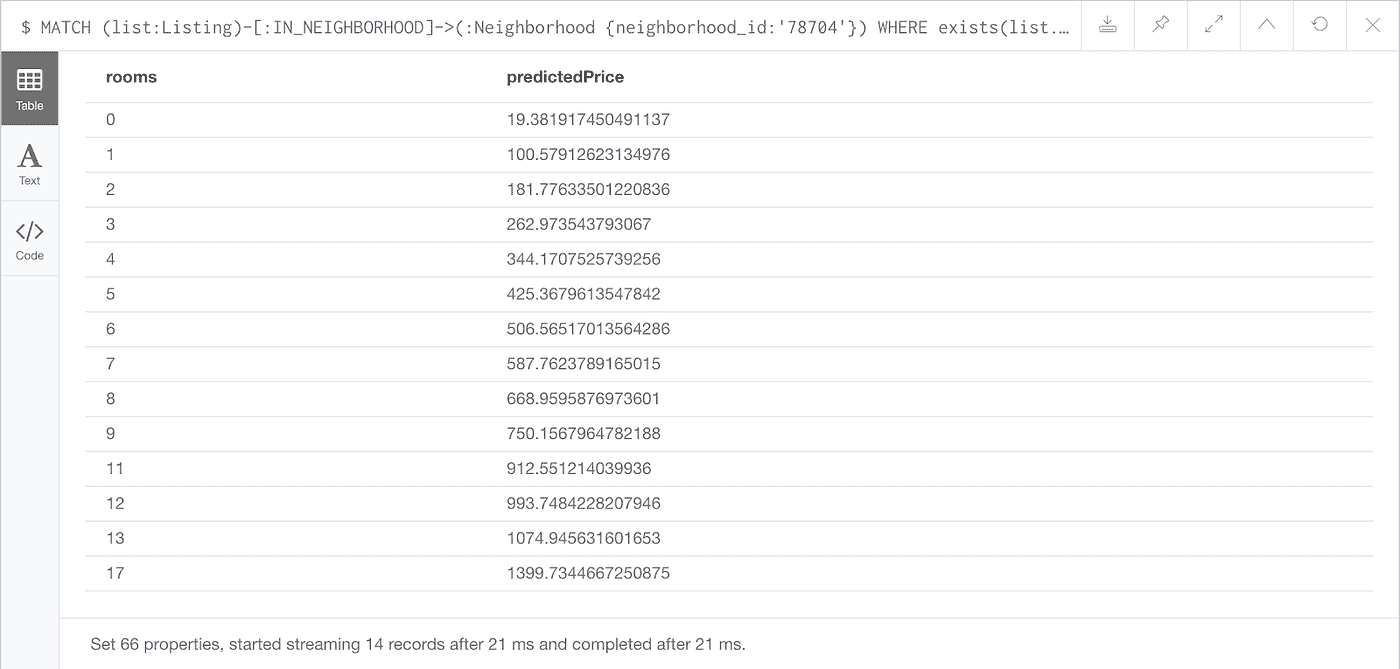 $ MATCH (list:Listing)-[:IN_NEIGHBORHOOD]->(:Neighborhood {neighborhood_id:'78704'}) WHERE exists(list.…
Table
Text
Code
rooms predictedPrice
0 19.381917450491137
1 100.57912623134976
2 181.77633501220836
3 262.973543793067
4 344.1707525739256
5 425.3679613547842
6 506.56517013564286
7 587.7623789165015
8 668.9595876973601
9 750.1567964782188
11 912.551214039936
12 993.7484228207946
13 1074.945631601653
17 1399.7344667250875
Set 66 properties, started streaming 14 records after 21 ms and completed after 21 ms.